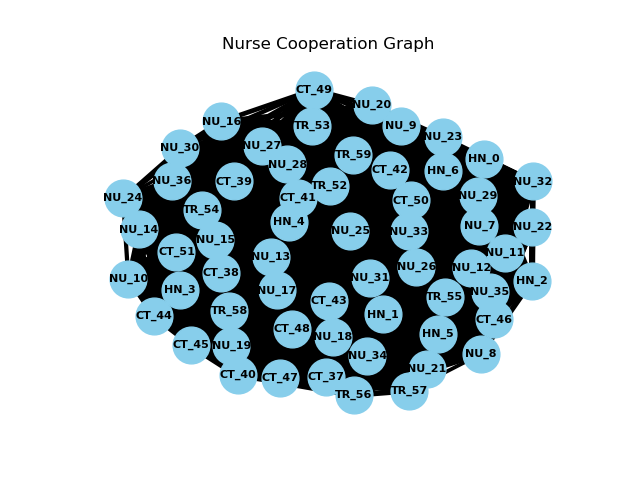 Nurse Cooperation Graph
CT_49
NU_20
NU_16
TR_53
NU_9
NU_23
NU_30
NU_27
TR_59
HN_0
NU_28
CT_42
HN_6
NU_36
CT_39
TR_52
NU_32
NU_24
CT_41
CT_50
NU_29
TR_54
HN_4
NU_14
NU_25
NU_33
NU_7
NU_22
NU_15
CT_51
NU_13
NU_11
CT_38
NU_26
NU_12
NU_10
NU_31
HN_2
HN_3
NU_17
NU_35
TR_55
CT_43
TR_58
CT_44
HN_1
CT_46
CT_48
NU_18
HN_5
CT_45
NU_19
NU_34
NU_8
NU_21
CT_40
CT_47
CT_37
TR_57
TR_56